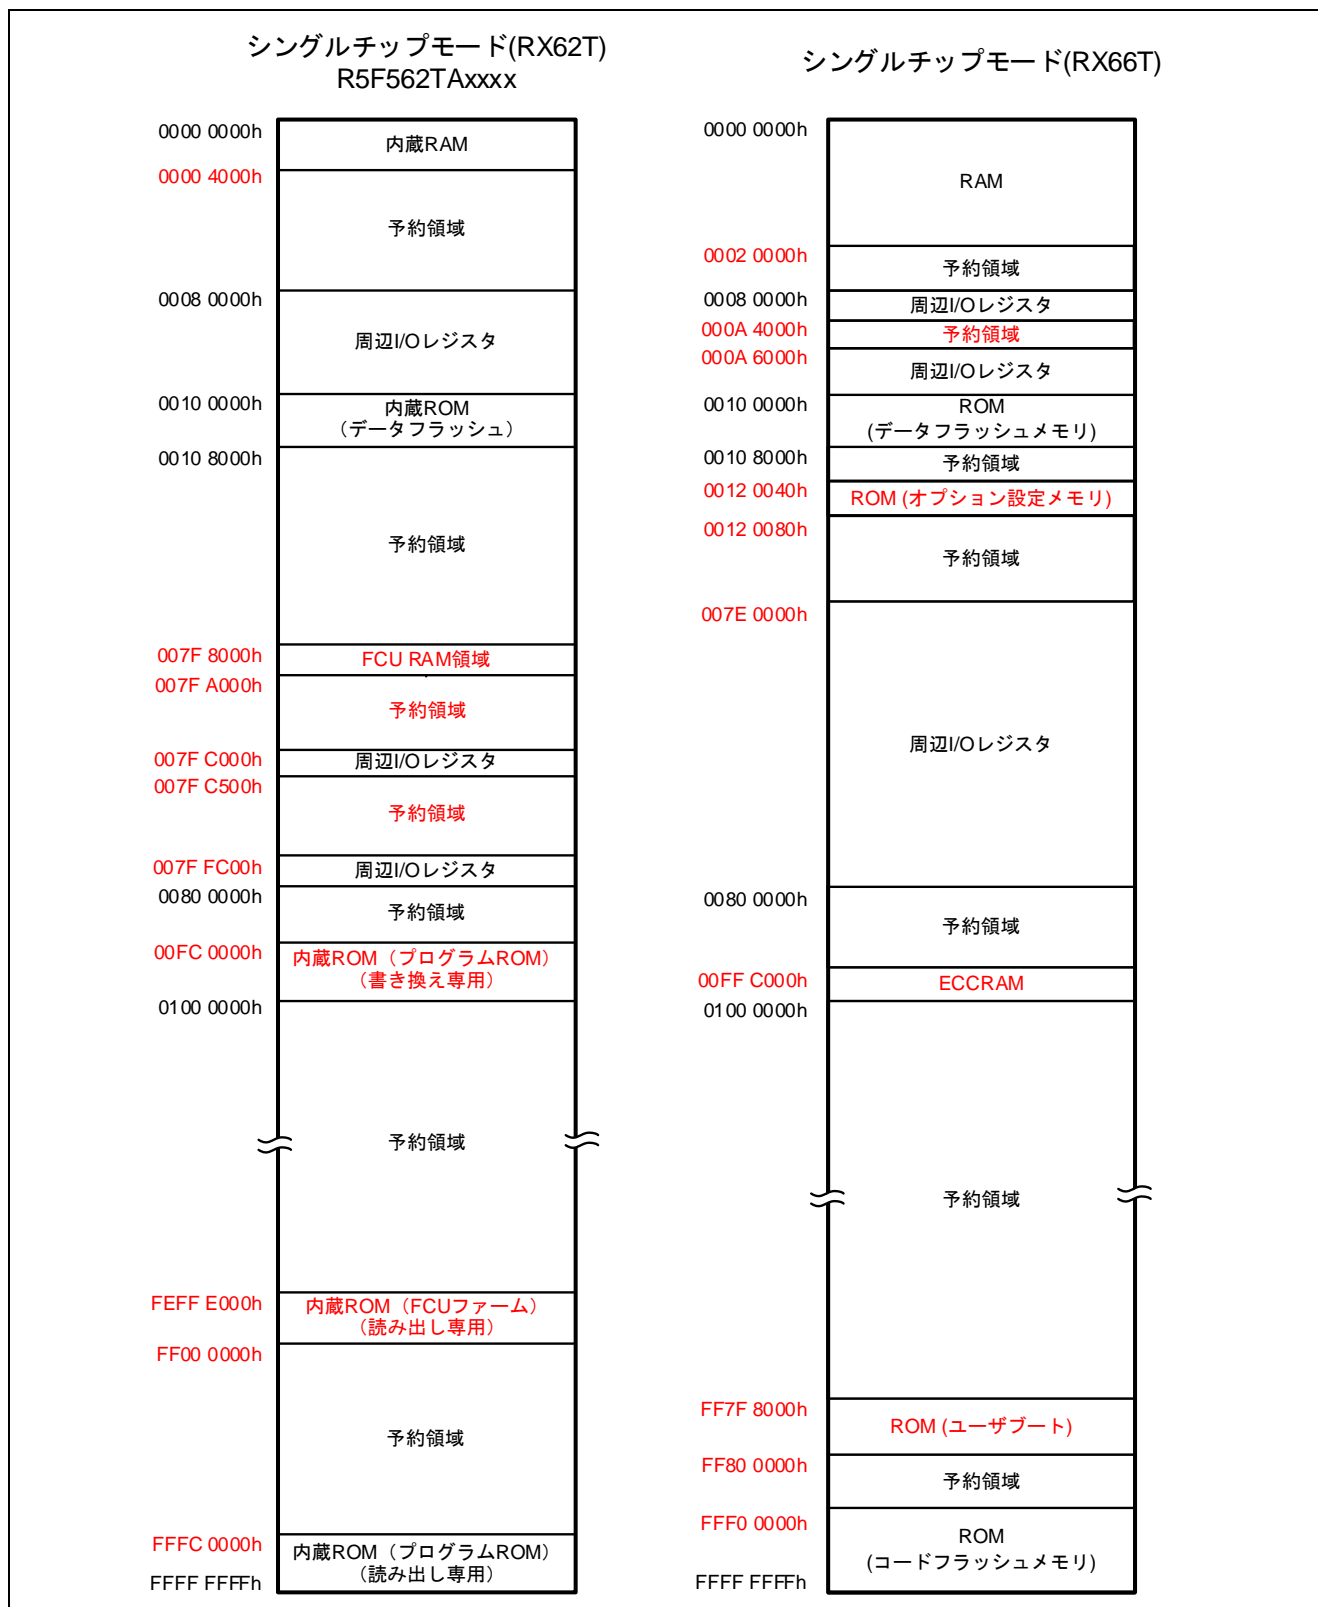 シングルチップモード(RX62T)
R5F562TAxxxx
0000 0000h
内蔵RAM
0000 4000h
予約領域
0008 0000h
周辺I/Oレジスタ
0010 0000h
内蔵ROM
（データフラッシュ）
0010 8000h
予約領域
007F 8000h
FCU RAM領域
007F A000h
予約領域
007F C000h
周辺I/Oレジスタ
007F C500h
予約領域
007F FC00h
周辺I/Oレジスタ
0080 0000h
予約領域
00FC 0000h
内蔵ROM（プログラムROM）
（書き換え専用）
0100 0000h
予約領域
FEFF E000h
内蔵ROM（FCUファーム）
（読み出し専用）
FF00 0000h
予約領域
FFFC 0000h
内蔵ROM（プログラムROM）
（読み出し専用）
FFFF FFFFh
シングルチップモード(RX66T)
0000 0000h
RAM
0002 0000h
予約領域
0008 0000h
周辺I/Oレジスタ
000A 4000h
予約領域
000A 6000h
周辺I/Oレジスタ
0010 0000h
ROM
(データフラッシュメモリ)
0010 8000h
予約領域
0012 0040h
ROM (オプション設定メモリ)
0012 0080h
予約領域
007E 0000h
周辺I/Oレジスタ
0080 0000h
予約領域
00FF C000h
ECCRAM
0100 0000h
予約領域
FF7F 8000h
ROM (ユーザブート)
FF80 0000h
予約領域
FFF0 0000h
ROM
(コードフラッシュメモリ)
FFFF FFFFh